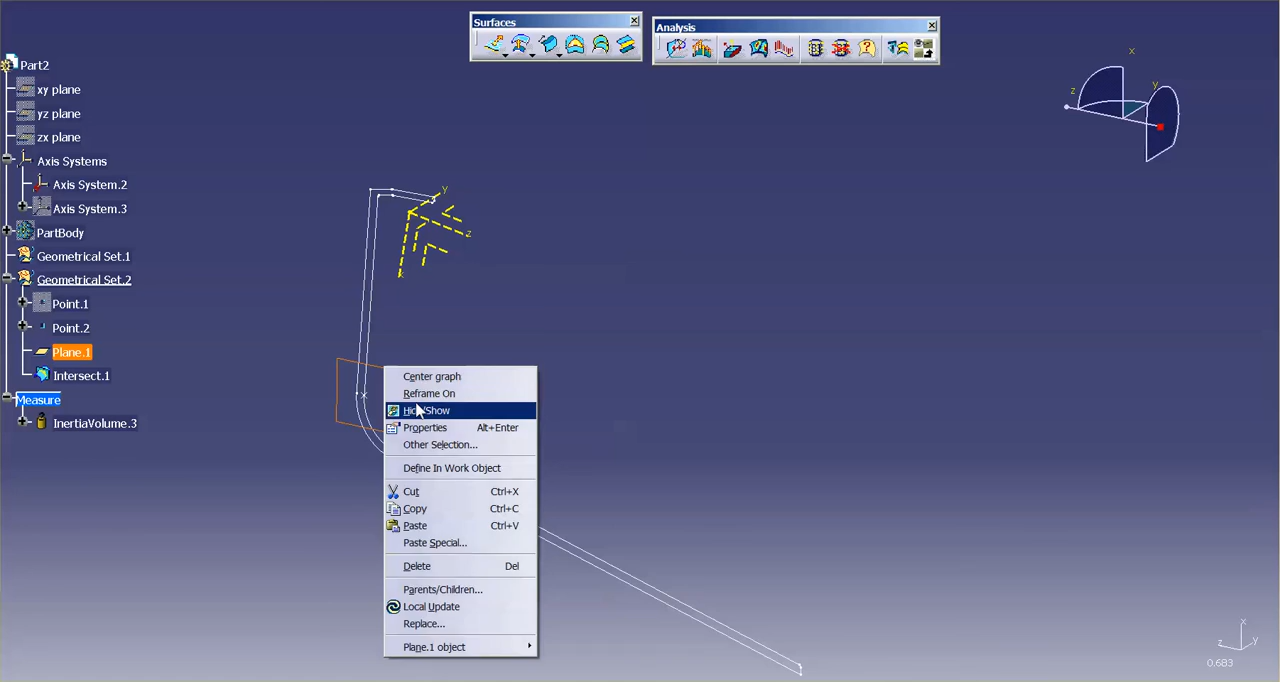 Surfaces
Analysis
Part2
xy plane
yz plane
zx plane
Axis Systems
Axis System.2
Axis System.3
PartBody
Geometrical Set.1
Geometrical Set.2
Point.1
Point.2
Plane.1
Intersect.1
Measure
InertiaVolume.3
x
y
z
y
z
x
Center graph
Reframe On
Hide/Show
Properties Alt+Enter
Other Selection...
Define In Work Object
Cut Ctrl+X
Copy Ctrl+C
Paste Ctrl+V
Paste Special...
Delete Del
Parents/Children...
Local Update
Replace...
Plane.1 object
x
z
y
0.683